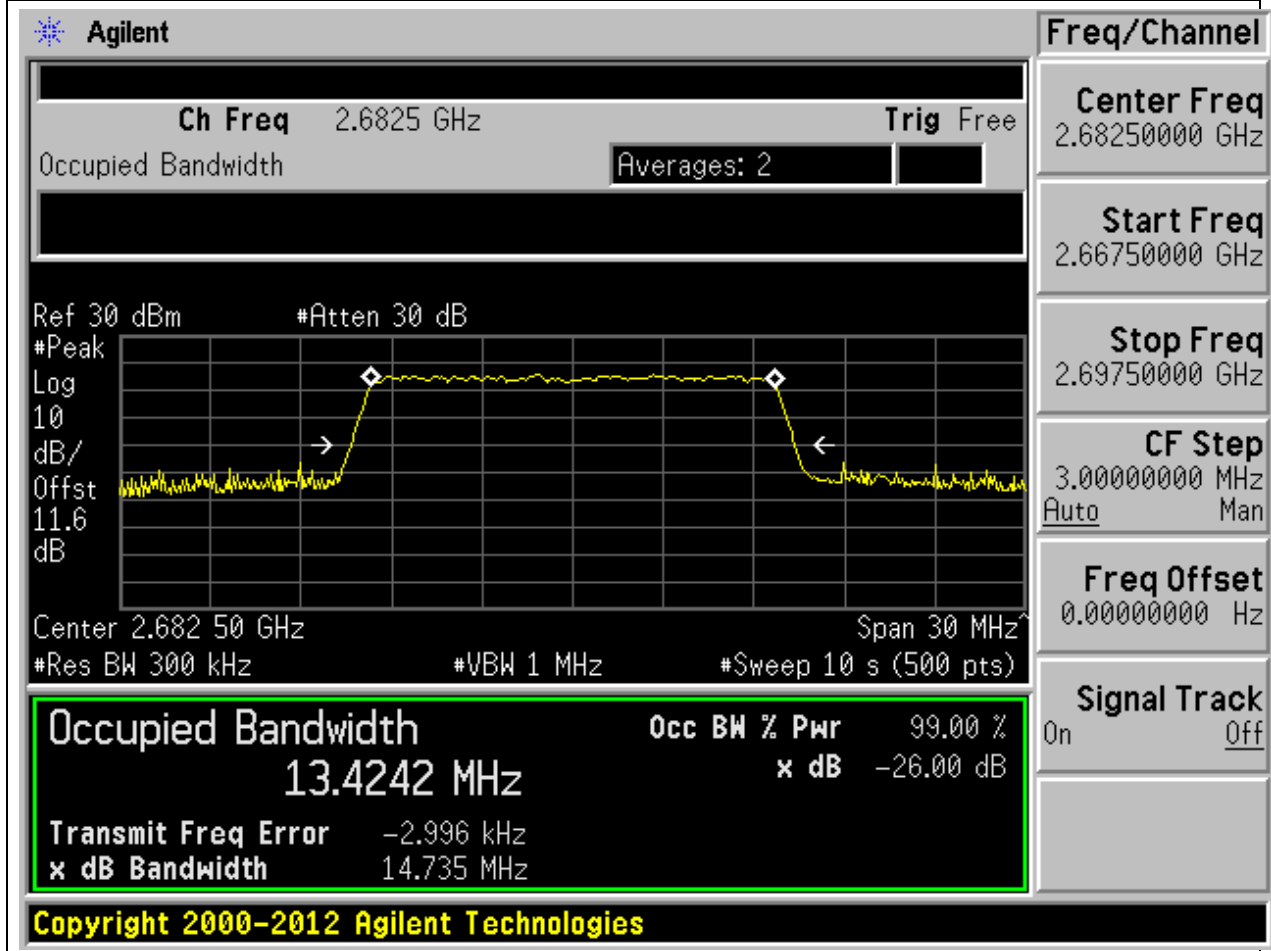 Agilent
Freq/Channel
Ch Freq 2.6825 GHz Trig Free
Occupied Bandwidth Averages: 2
Center Freq
2.68250000 GHz
Start Freq
2.66750000 GHz
Stop Freq
2.69750000 GHz
CF Step
3.00000000 MHz
Auto Man
Freq Offset
0.00000000 Hz
Signal Track
On Off
Ref 30 dBm #Atten 30 dB
#Peak
Log
10
dB/
Offst
11.6
dB
Center 2.682 50 GHz Span 30 MHz^
#Res BW 300 kHz #VBW 1 MHz #Sweep 10 s (500 pts)
Occupied Bandwidth Occ BW % Pwr 99.00 %
13.4242 MHz x dB -26.00 dB
Transmit Freq Error -2.996 kHz
x dB Bandwidth 14.735 MHz
Copyright 2000-2012 Agilent Technologies